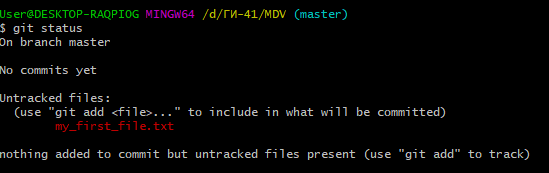 User@DESKTOP-RAQPIOG MINGW64 /d/ГИ-41/MDV (master)
$ git status
On branch master
No commits yet
Untracked files:
(use "git add <file>..." to include in what will be committed)
my_first_file.txt
nothing added to commit but untracked files present (use "git add" to track)